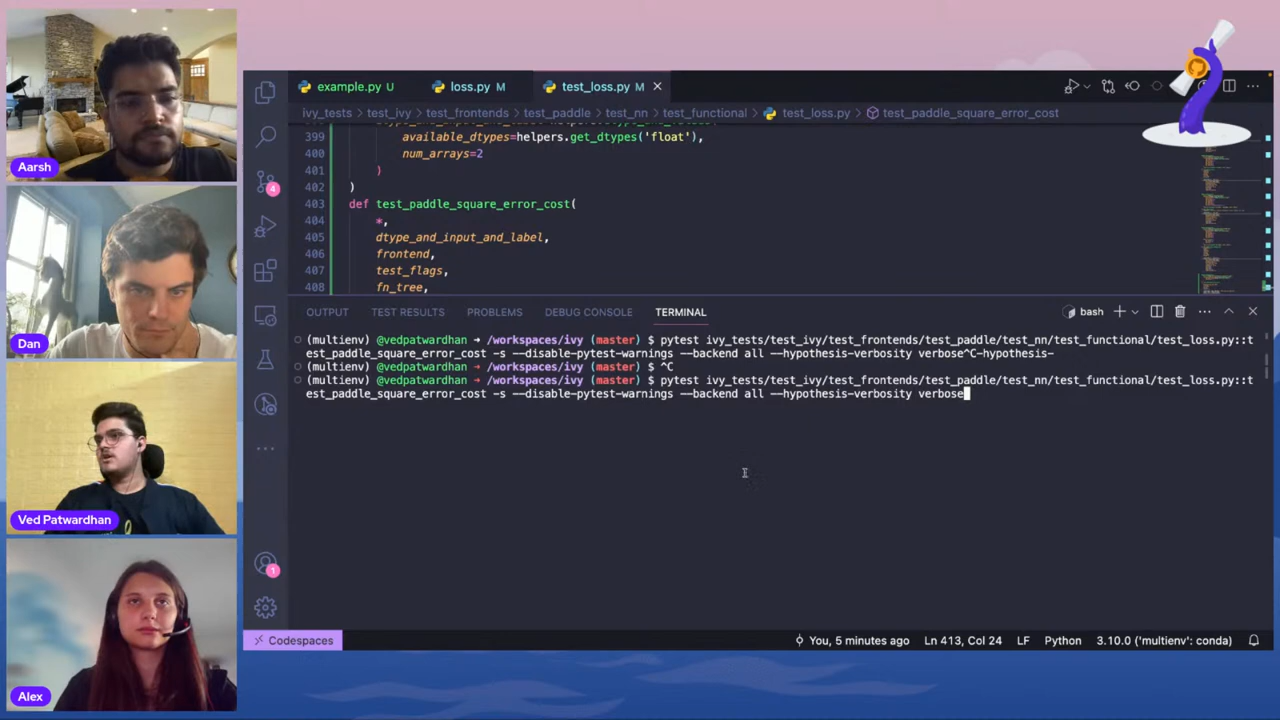 Aarsh
Dan
Ved Patwardhan
Alex
example.py U
loss.py M
test_loss.py M
ivy_tests > test_ivy > test_frontends > test_paddle > test_nn > test_functional > test_loss.py > test_paddle_square_error_cost
399 available_dtypes=helpers.get_dtypes('float'),
400 num_arrays=2
401 )
402 )
403 def test_paddle_square_error_cost(
404 *,
405 dtype_and_input_and_label,
406 frontend,
407 test_flags,
408 fn_tree,
4
OUTPUT TEST RESULTS PROBLEMS DEBUG CONSOLE TERMINAL
bash
(multienv) @vedpatwardhan → /workspaces/ivy (master) $ pytest ivy_tests/test_ivy/test_frontends/test_paddle/test_nn/test_functional/test_loss.py::t
est_paddle_square_error_cost -s --disable-pytest-warnings --backend all --hypothesis-verbosity verbose^C-hypothesis-
(multienv) @vedpatwardhan → /workspaces/ivy (master) $ ^C
(multienv) @vedpatwardhan → /workspaces/ivy (master) $ pytest ivy_tests/test_ivy/test_frontends/test_paddle/test_nn/test_functional/test_loss.py::t
est_paddle_square_error_cost -s --disable-pytest-warnings --backend all --hypothesis-verbosity verbose
1
Codespaces
You, 5 minutes ago Ln 413, Col 24 LF Python 3.10.0 ('multienv': conda)